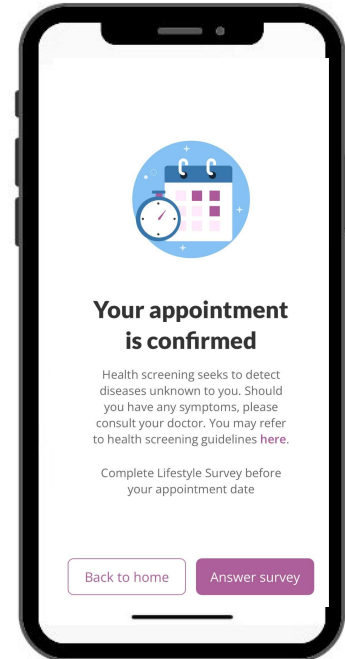 Your appointment
is confirmed
Health screening seeks to detect
diseases unknown to you. Should
you have any symptoms, please
consult your doctor. You may refer
to health screening guidelines here.
Complete Lifestyle Survey before
your appointment date
Back to home
Answer survey